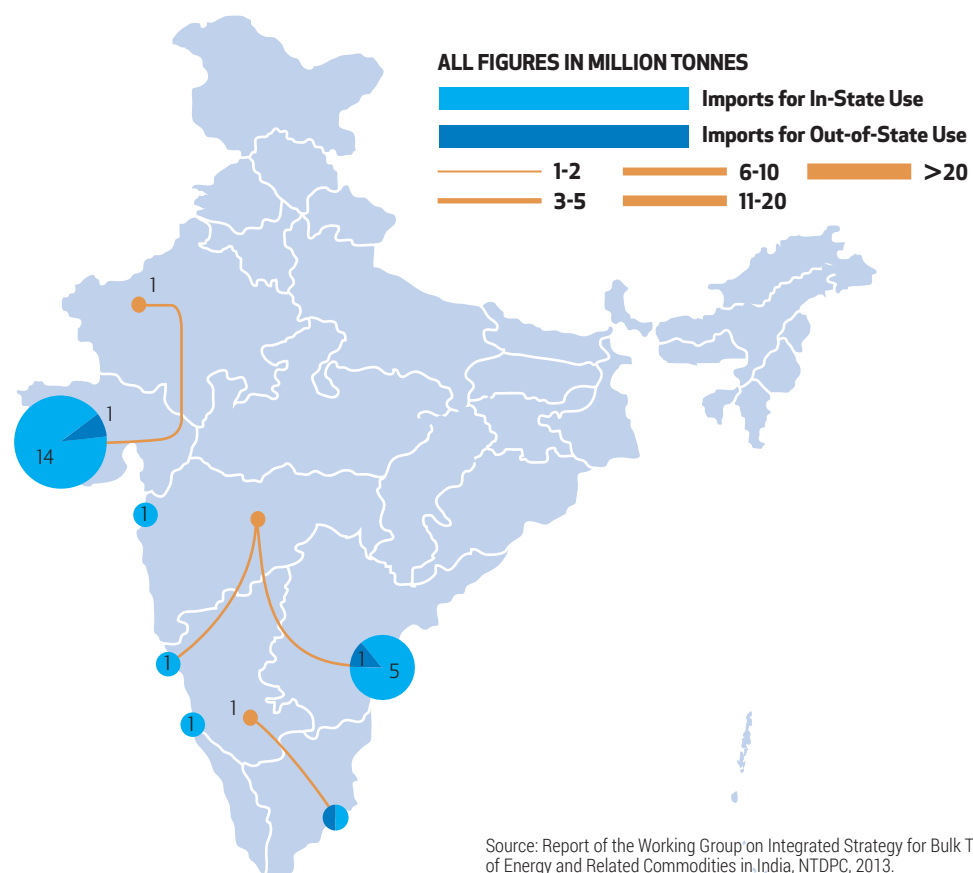 ALL FIGURES IN MILLION TONNES
Imports for In-State Use
Imports for Out-of-State Use
1-2
6-10
>20
3-5
11-20
1
1
14
1
1
5
1
1
1
Source: Report of the Working Group on Integrated Strategy for Bulk T
of Energy and Related Commodities in India, NTDPC, 2013.